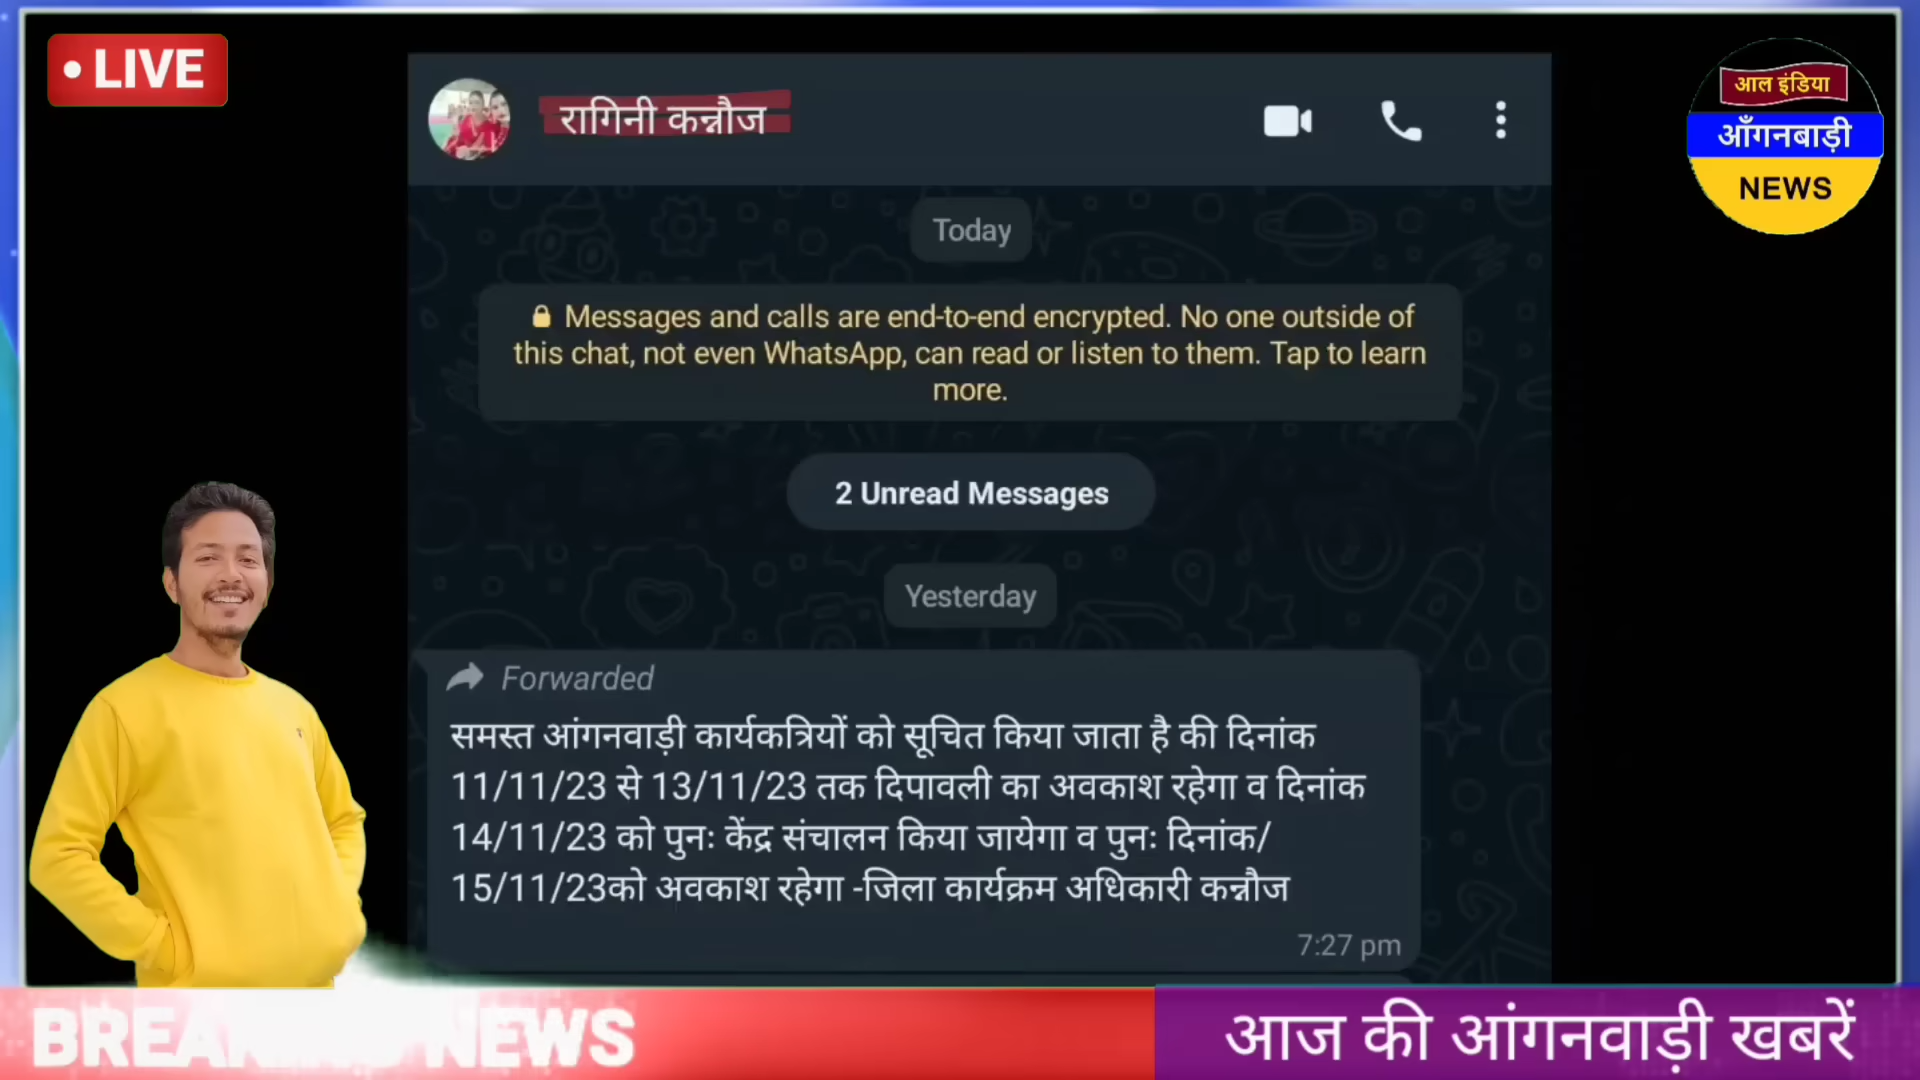 • LIVE
रागिनी कन्नौज
आल इंडिया
आँगनबाड़ी
NEWS
Today
Messages and calls are end-to-end encrypted. No one outside of
this chat, not even WhatsApp, can read or listen to them. Tap to learn
more.
2 Unread Messages
Yesterday
Forwarded
समस्त आंगनवाड़ी कार्यकत्रियों को सूचित किया जाता है की दिनांक
11/11/23 से 13/11/23 तक दिपावली का अवकाश रहेगा व दिनांक
14/11/23 को पुनः केंद्र संचालन किया जायेगा व पुनः दिनांक/
15/11/23को अवकाश रहेगा -जिला कार्यक्रम अधिकारी कन्नौज
7:27 pm
BREAKING NEWS
आज की आंगनवाड़ी खबरें